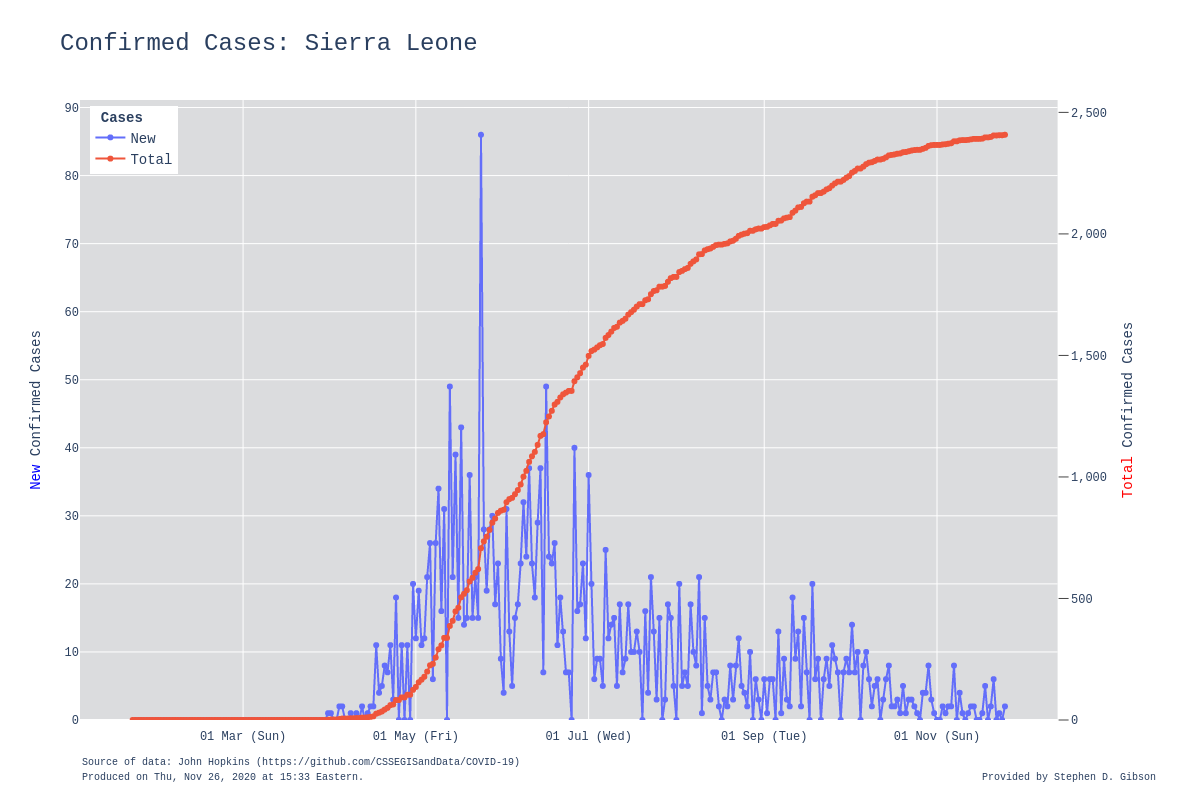 Confirmed Cases: Sierra Leone
Cases
New
Total
90
80
70
60
50
40
30
20
10
0
New Confirmed Cases
2,500
2,000
1,500
1,000
500
0
Total Confirmed Cases
01 Mar (Sun) 01 May (Fri) 01 Jul (Wed) 01 Sep (Tue) 01 Nov (Sun)
Source of data: John Hopkins (https://github.com/CSSEGISandData/COVID-19)
Produced on Thu, Nov 26, 2020 at 15:33 Eastern.
Provided by Stephen D. Gibson